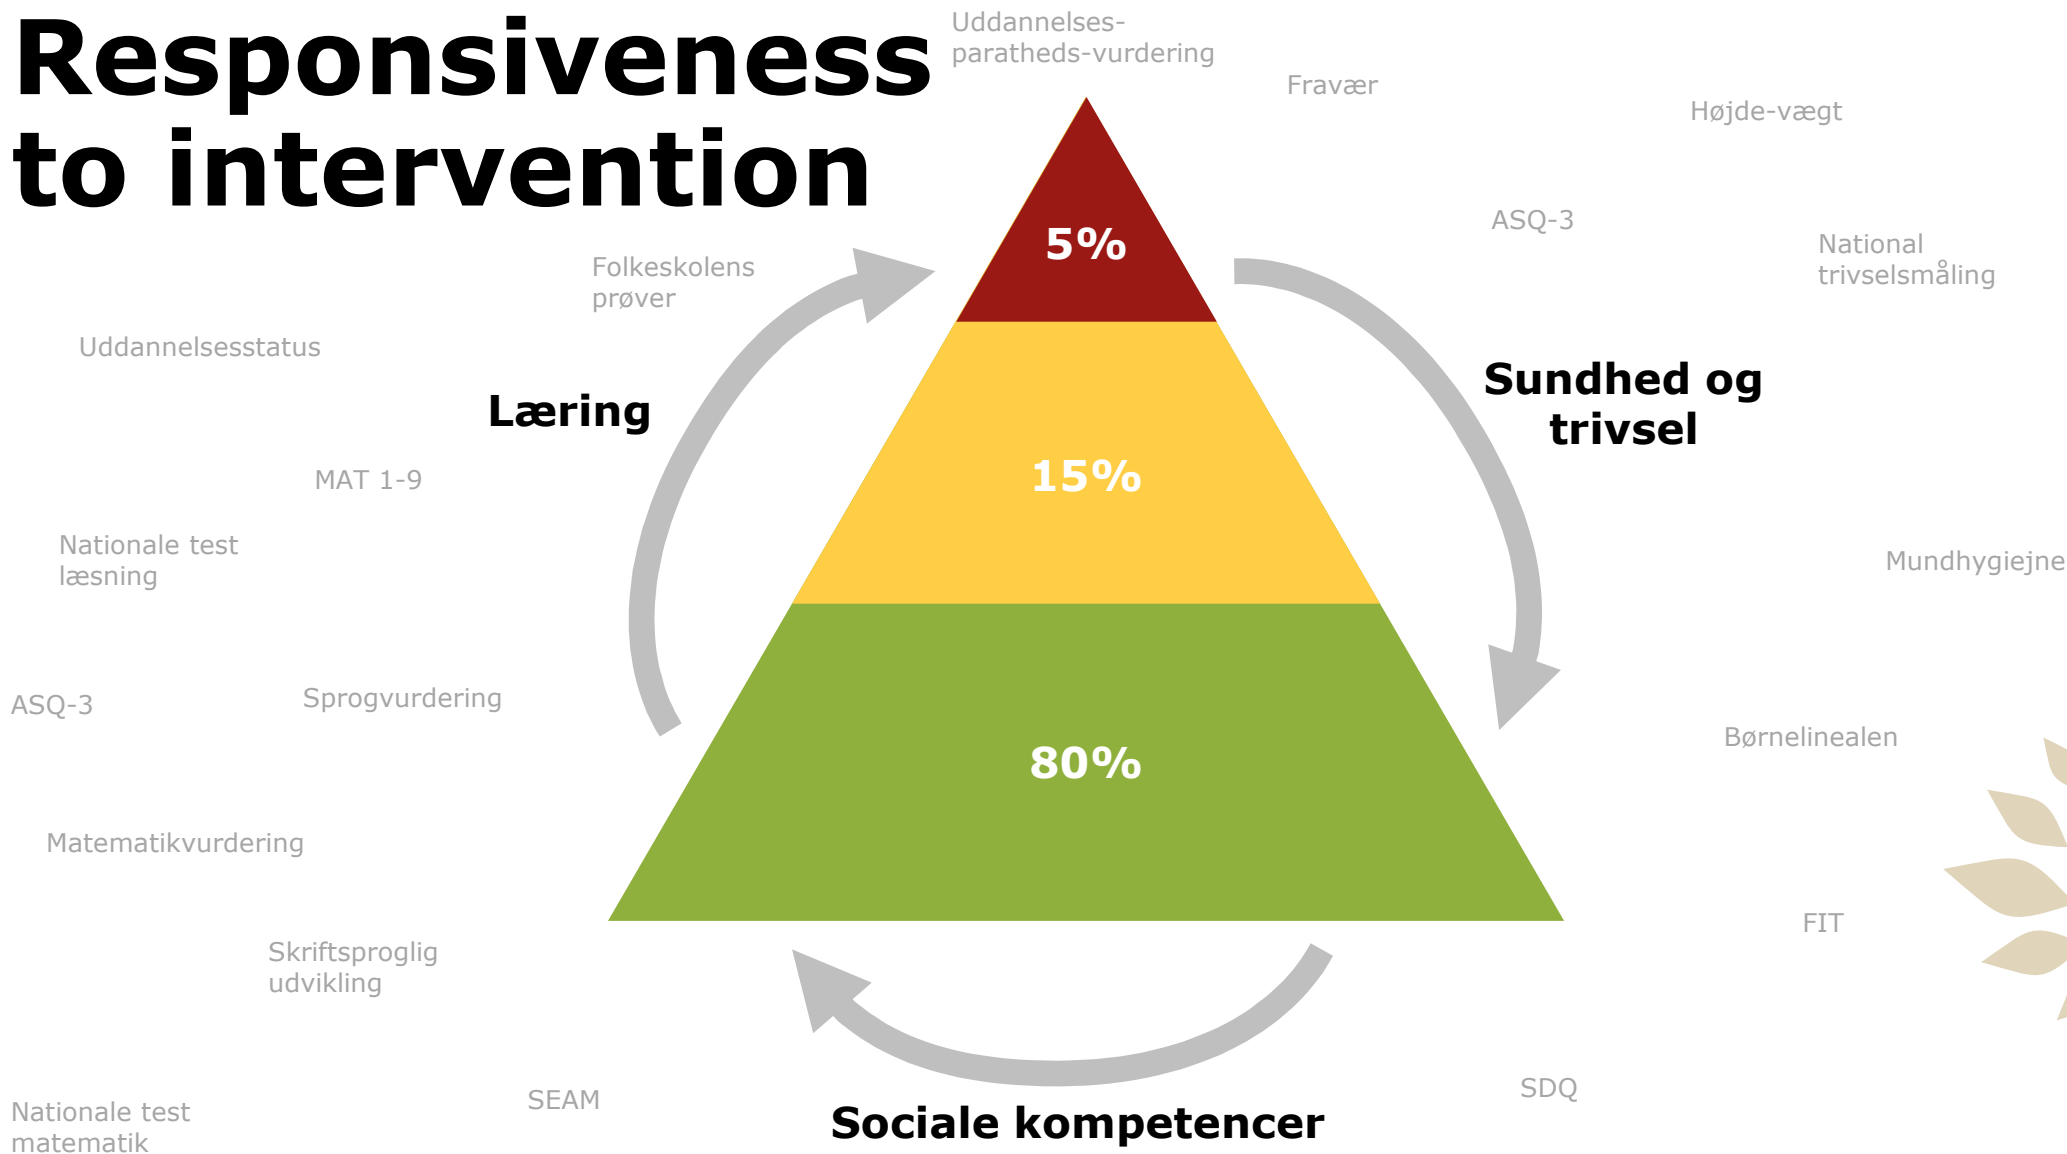 Responsiveness
to intervention
Uddannelses-
paratheds-vurdering
Fravær
Højde-vægt
ASQ-3
National
trivselsmåling
5%
Folkeskolens
prøver
Uddannelsesstatus
Læring
Sundhed og
trivsel
15%
MAT 1-9
Nationale test
læsning
Mundhygiejne
ASQ-3
Sprogvurdering
80%
Børnelinealen
Matematikvurdering
Skriftsproglig
udvikling
FIT
Nationale test
matematik
SEAM
Sociale kompetencer
SDQ